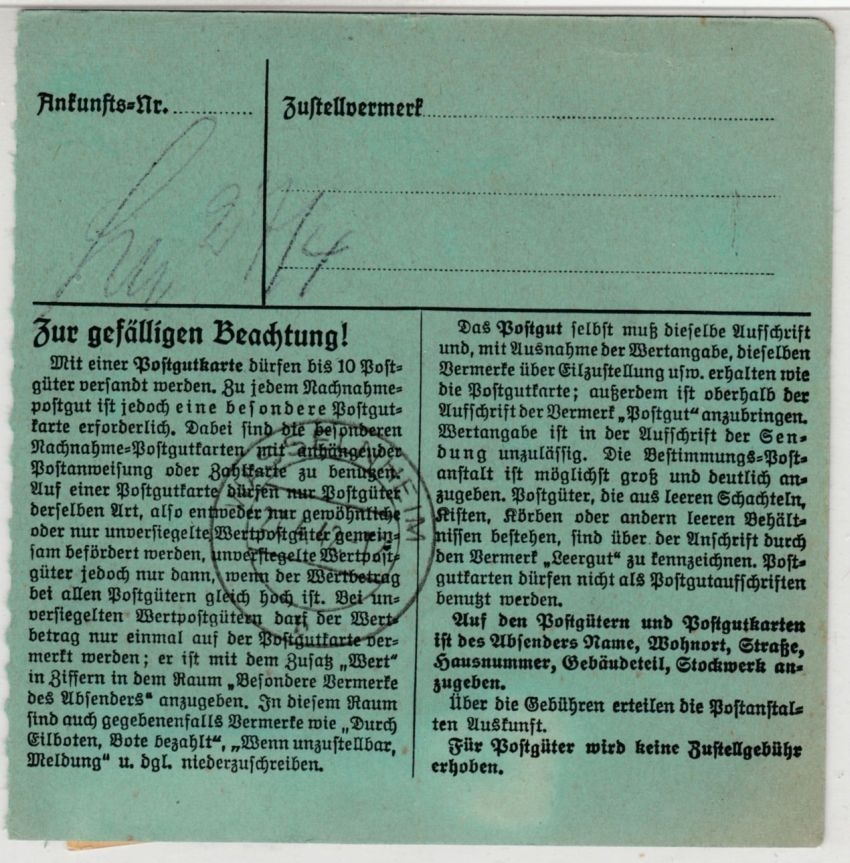 Ankunfts=Nr.
Zustellvermerk
27/4
Zur gefälligen Beachtung!
Mit einer Postgutkarte dürfen bis 10 Post=
güter versandt werden. Zu jedem Nachnahme=
postgut ist jedoch eine besondere Postgut=
karte erforderlich. Dabei sind die besonderen
Nachnahme=Postgutkarten mit anhängender
Postanweisung oder Zahlkarte zu benutzen.
Auf einer Postgutkarte dürfen nur Postgüter
derselben Art, also entweder nur gewöhnliche
oder nur unversiegelte Wertpostgüter gemein=
sam befördert werden, unversiegelte Wertpost=
güter jedoch nur dann, wenn der Wertbetrag
bei allen Postgütern gleich hoch ist. Bei un=
versiegelten Wertpostgütern darf der Wert=
betrag nur einmal auf der Postgutkarte ver=
merkt werden; er ist mit dem Zusatz „Wert“
in Ziffern in dem Raum „Besondere Vermerke
des Absenders“ anzugeben. In diesem Raum
sind auch gegebenenfalls Vermerke wie „Durch
Eilboten, Bote bezahlt“, „Wenn unzustellbar,
Meldung“ u. dgl. niederzuschreiben.
Das Postgut selbst muß dieselbe Aufschrift
und, mit Ausnahme der Wertangabe, dieselben
Vermerke über Eilzustellung usw. erhalten wie
die Postgutkarte; außerdem ist oberhalb der
Aufschrift der Vermerk „Postgut“ anzubringen.
Wertangabe ist in der Aufschrift der Sen=
dung unzulässig. Die Bestimmungs=Post=
anstalt ist möglichst groß und deutlich an=
zugeben. Postgüter, die aus leeren Schachteln,
Kisten, Körben oder andern leeren Behält=
nissen bestehen, sind über der Anschrift durch
den Vermerk „Leergut“ zu kennzeichnen. Post=
gutkarten dürfen nicht als Postgutaufschriften
benutzt werden.
Auf den Postgütern und Postgutkarten
ist des Absenders Name, Wohnort, Straße,
Hausnummer, Gebäudeteil, Stockwerk an=
zugeben.
Über die Gebühren erteilen die Postanstal=
ten Auskunft.
Für Postgüter wird keine Zustellgebühr
erhoben.